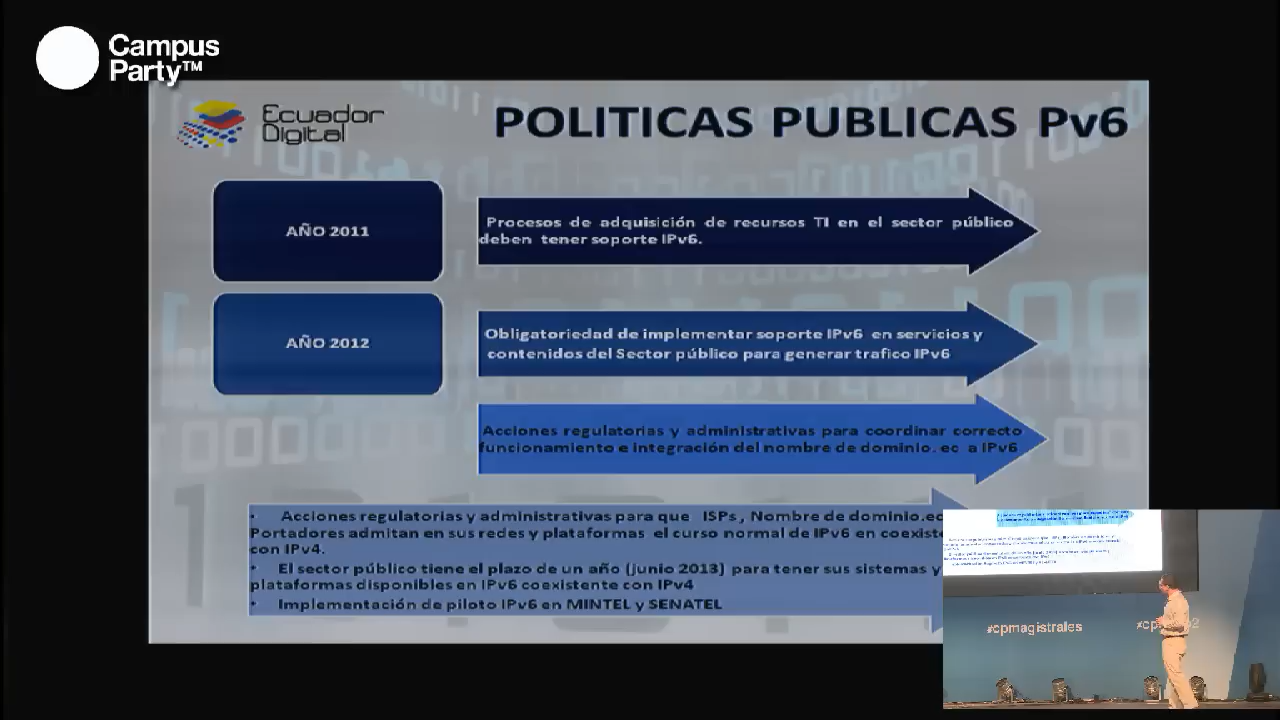 Campus
Party™
Ecuador
Digital
POLITICAS PUBLICAS Pv6
AÑO 2011
Procesos de adquisición de recursos TI en el sector público
deben tener soporte IPv6.
AÑO 2012
Obligatoriedad de implementar soporte IPv6 en servicios y
contenidos del Sector público para generar trafico IPv6
Acciones regulatorias y administrativas para coordinar correcto
funcionamiento e integración del nombre de dominio. ec a IPv6
• Acciones regulatorias y administrativas para que ISPs, Nombre de dominio.ec
Portadores admitan en sus redes y plataformas el curso normal de IPv6 en coexist
con IPv4.
• El Sector público tiene el plazo de un año (Junio 2013) para tener sus sistemas y
plataformas disponibles en IPv6 coexistente con IPv4
• Implementación de piloto IPv6 en MINTEL y SENATEL
#cpmagistrales